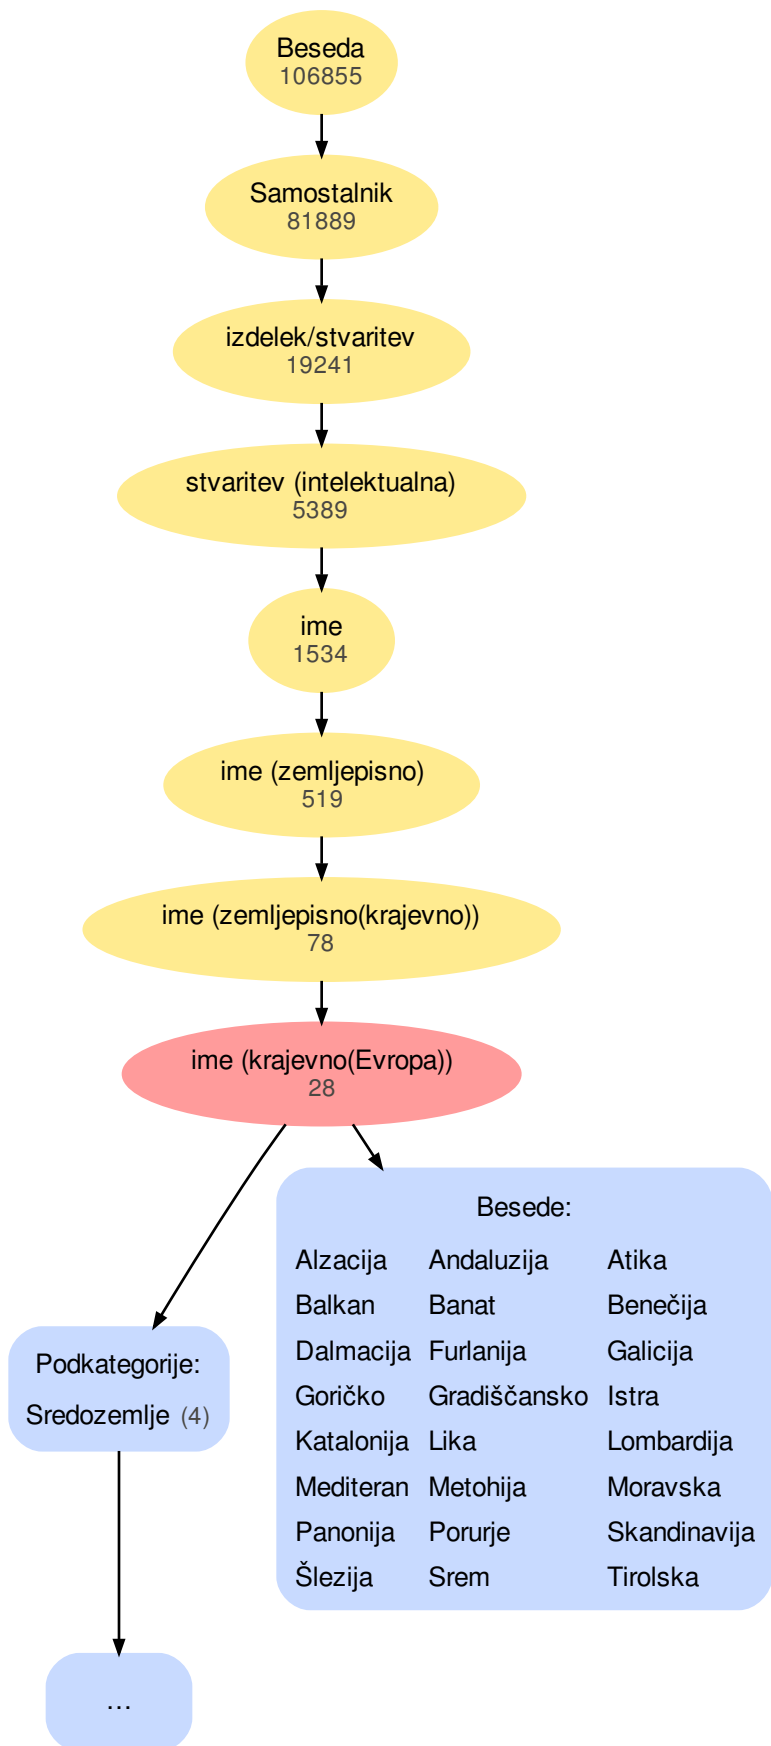 Beseda
106855
Samostalnik
81889
izdelek/stvaritev
19241
stvaritev (intelektualna)
5389
ime
1534
ime (zemljepisno)
519
ime (zemljepisno(krajevno))
78
ime (krajevno(Evropa))
28
Besede:
Alzacija Andaluzija Atika
Balkan Banat Benečija
Dalmacija Furlanija Galicija
Goričko Gradiščansko Istra
Katalonija Lika Lombardija
Mediteran Metohija Moravska
Panonija Porurje Skandinavija
Šlezija Srem Tirolska
Podkategorije:
Sredozemlje (4)
...